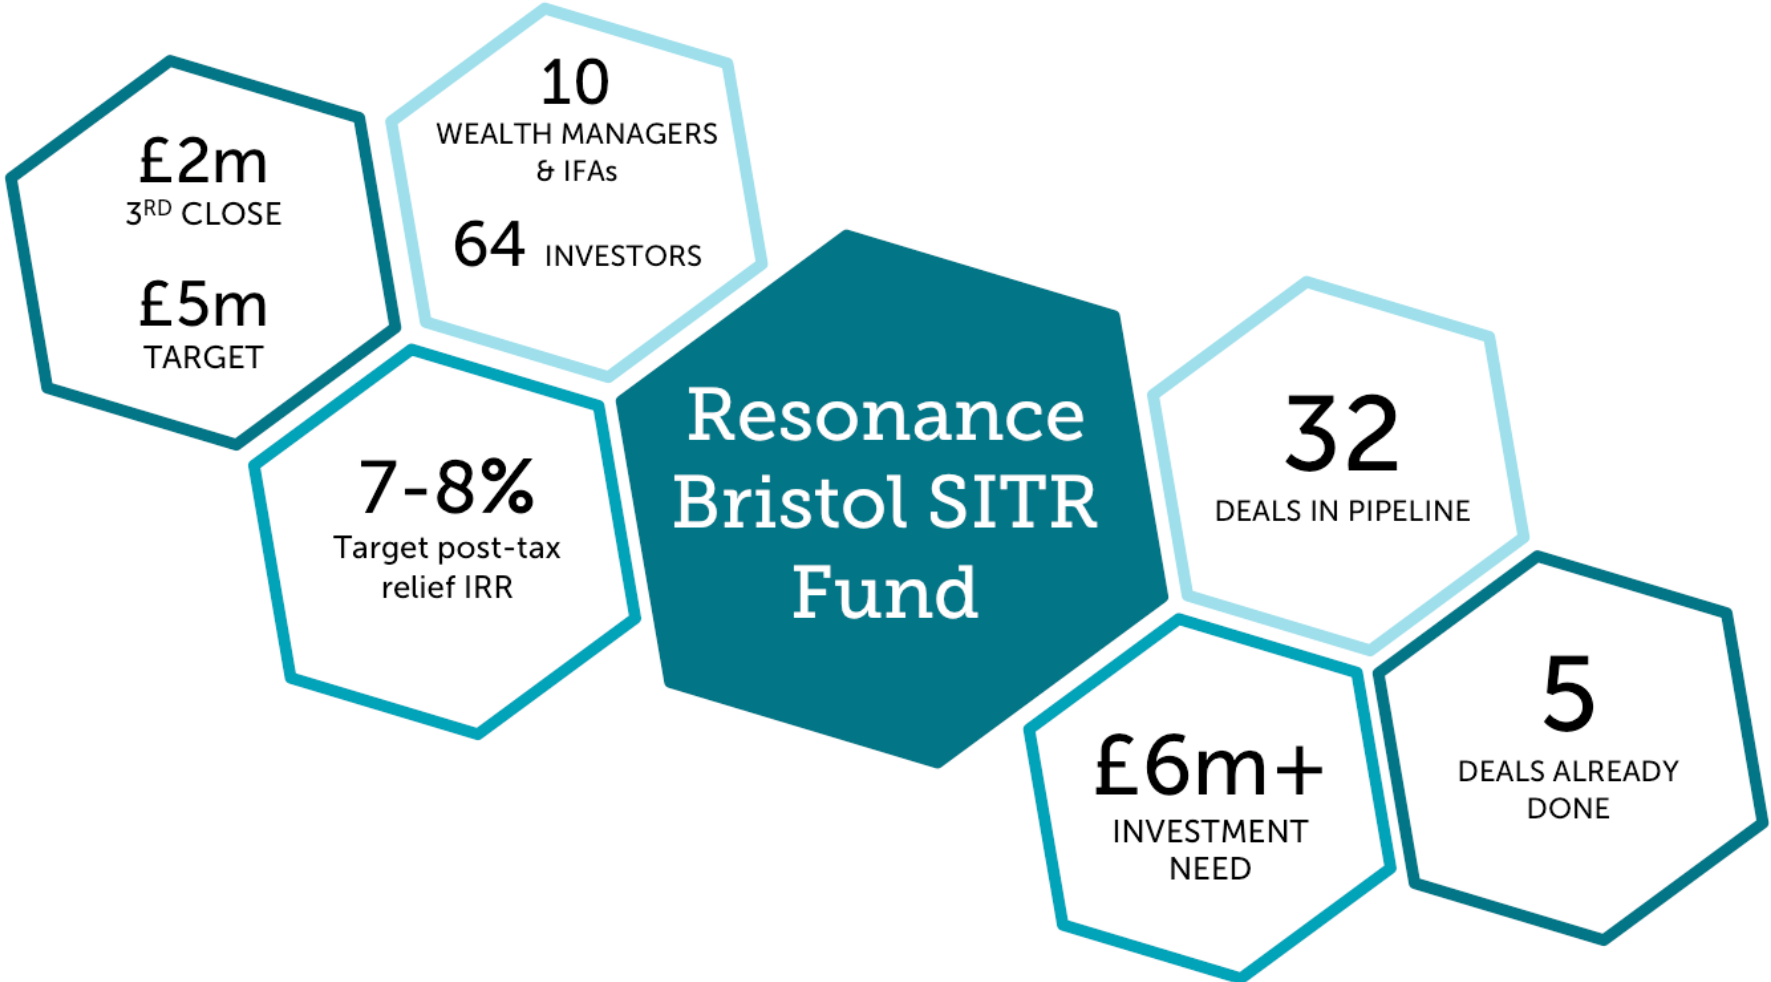 £2m
3RD CLOSE
£5m
TARGET
10
WEALTH MANAGERS
& IFAs
64 INVESTORS
7-8%
Target post-tax
relief IRR
Resonance
Bristol SITR
Fund
32
DEALS IN PIPELINE
£6m+
INVESTMENT
NEED
5
DEALS ALREADY
DONE